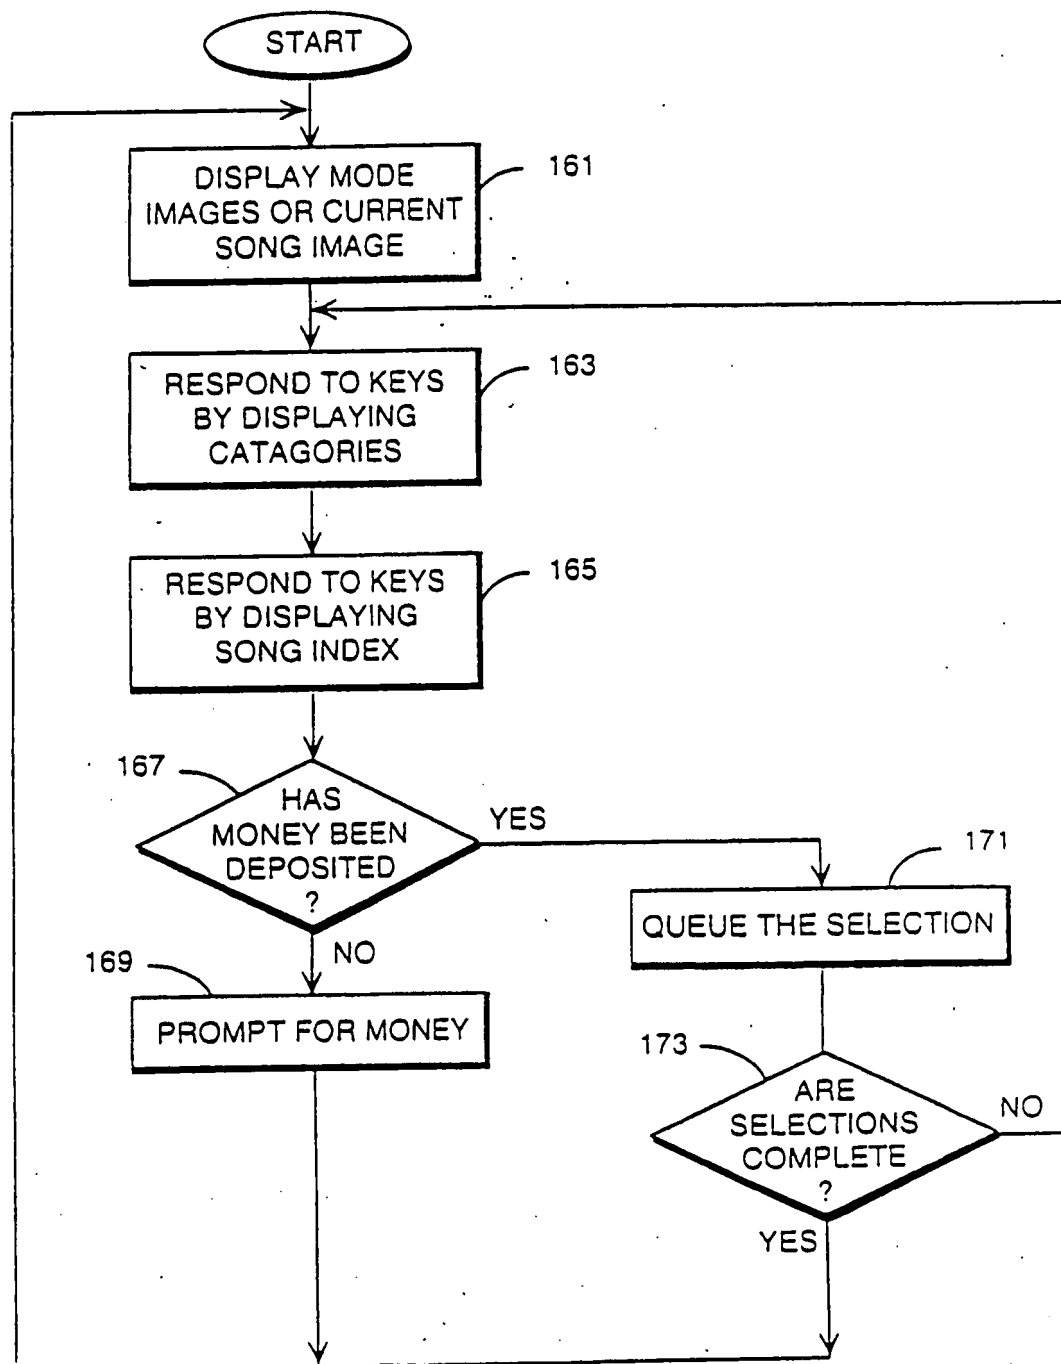 START
DISPLAY MODE
IMAGES OR CURRENT
SONG IMAGE
161
RESPOND TO KEYS
BY DISPLAYING
CATAGORIES
163
RESPOND TO KEYS
BY DISPLAYING
SONG INDEX
165
167
HAS
MONEY BEEN
DEPOSITED
?
YES
NO
171
QUEUE THE SELECTION
169
PROMPT FOR MONEY
173
ARE
SELECTIONS
COMPLETE
?
NO
YES